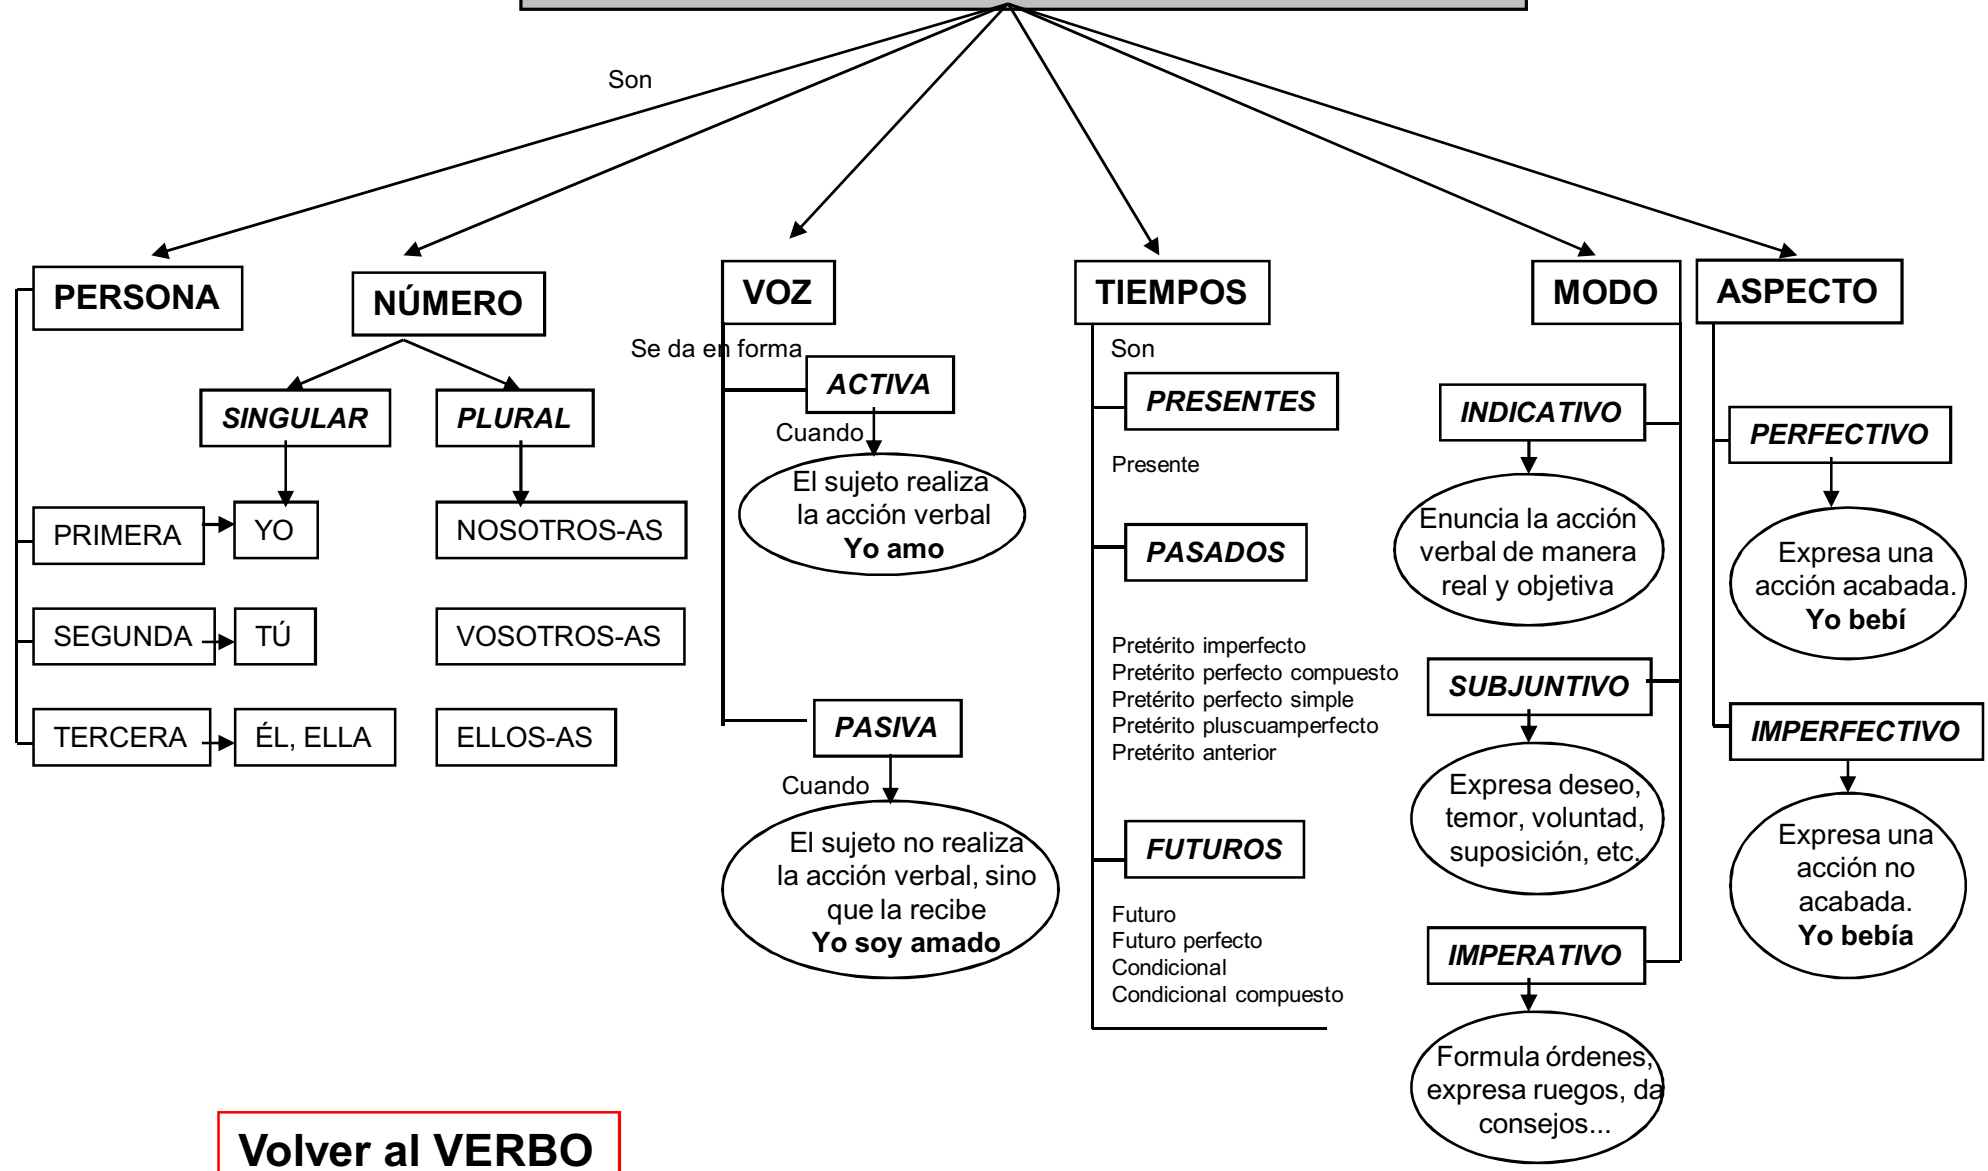 Son
PERSONA
NÚMERO
SINGULAR
PLURAL
PRIMERA
YO
NOSOTROS-AS
SEGUNDA
TÚ
VOSOTROS-AS
TERCERA
ÉL, ELLA
ELLOS-AS
VOZ
Se da en forma
ACTIVA
Cuando
El sujeto realiza
la acción verbal
Yo amo
PASIVA
Cuando
El sujeto no realiza
la acción verbal, sino
que la recibe
Yo soy amado
TIEMPOS
Son
PRESENTES
Presente
PASADOS
Pretérito imperfecto
Pretérito perfecto compuesto
Pretérito perfecto simple
Pretérito pluscuamperfecto
Pretérito anterior
FUTUROS
Futuro
Futuro perfecto
Condicional
Condicional compuesto
MODO
INDICATIVO
Enuncia la acción
verbal de manera
real y objetiva
SUBJUNTIVO
Expresa deseo,
temor, voluntad,
suposición, etc.
IMPERATIVO
Formula órdenes,
expresa ruegos, da
consejos...
ASPECTO
PERFECTIVO
Expresa una
acción acabada.
Yo bebí
IMPERFECTIVO
Expresa una
acción no
acabada.
Yo bebía
Volver al VERBO